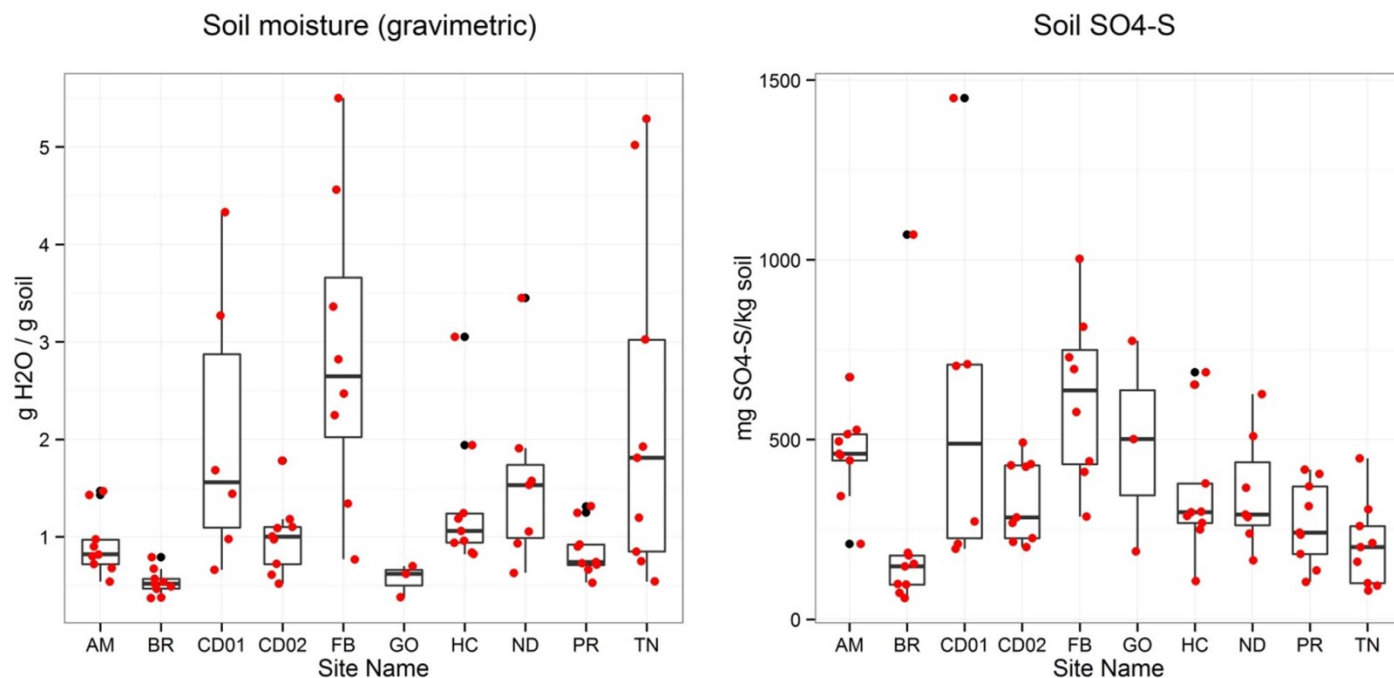 Soil moisture (gravimetric)
g H2O / g soil
5
4
3
2
1
AM BR CD01 CD02 FB GO HC ND PR TN
Site Name
Soil SO4-S
mg SO4-S/kg soil
1500
1000
500
0
AM BR CD01 CD02 FB GO HC ND PR TN
Site Name